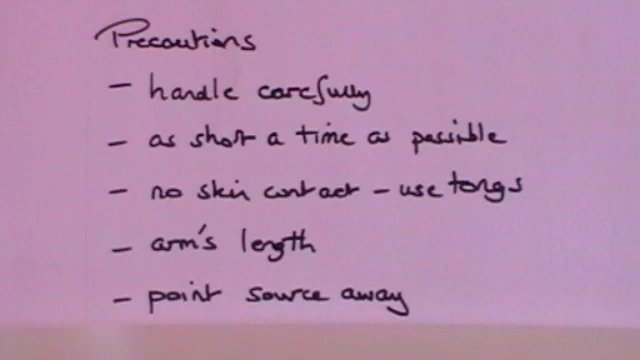 Precautions
- handle carefully
- as short a time as possible
- no skin contact - use tongs
- arm's length
- point source away